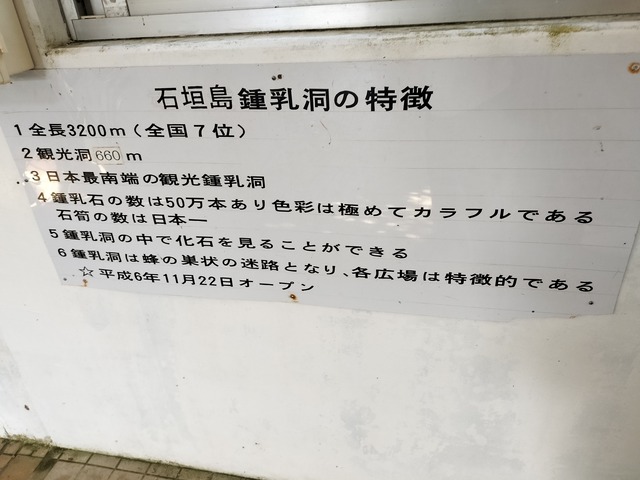 石垣島鍾乳洞の特徴
1 全長3200m(全国7位)
2 観光洞660m
3 日本最南端の観光鍾乳洞
4 鍾乳石の数は50万本あり色彩は極めてカラフルである
石筍の数は日本一
5 鍾乳洞の中で化石を見ることができる
6 鍾乳洞は蜂の巣状の迷路となり、各広場は特徴的である
☆ 平成6年11月22日オープン